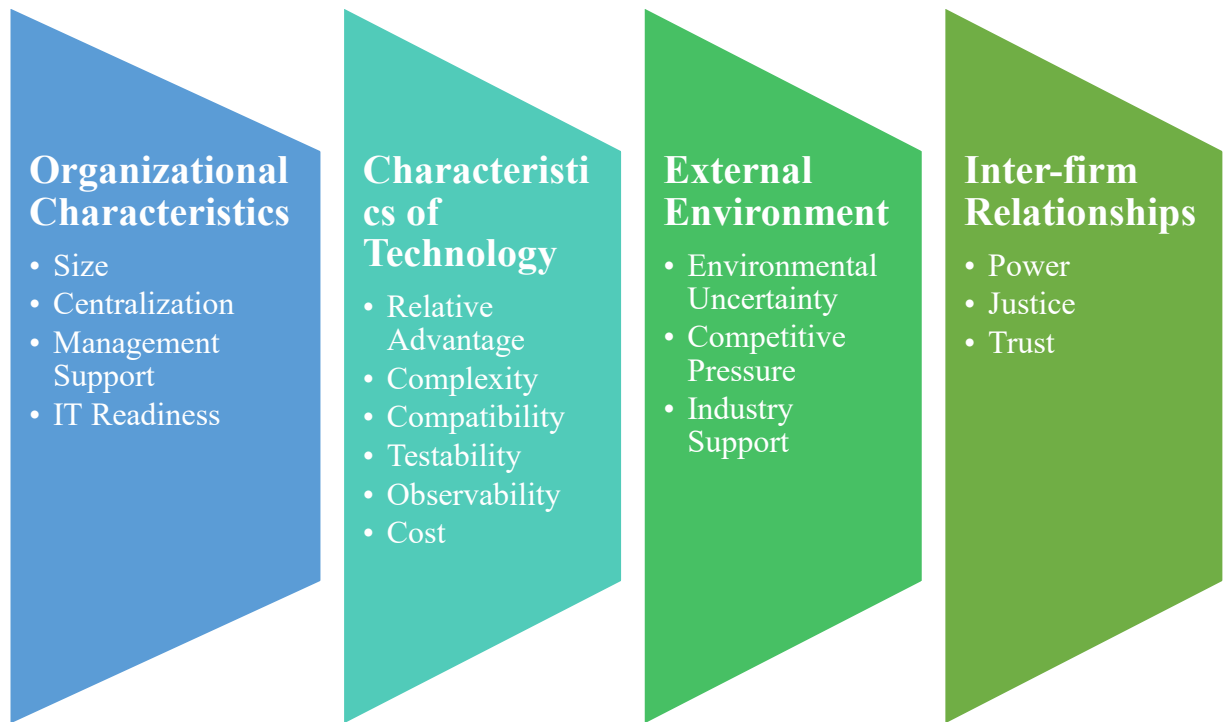 Organizational
Characteristics
• Size
• Centralization
• Management
Support
• IT Readiness
Characteristi
cs of
Technology
• Relative
Advantage
• Complexity
• Compatibility
• Testability
• Observability
• Cost
External
Environment
• Environmental
Uncertainty
• Competitive
Pressure
• Industry
Support
Inter-firm
Relationships
• Power
• Justice
• Trust